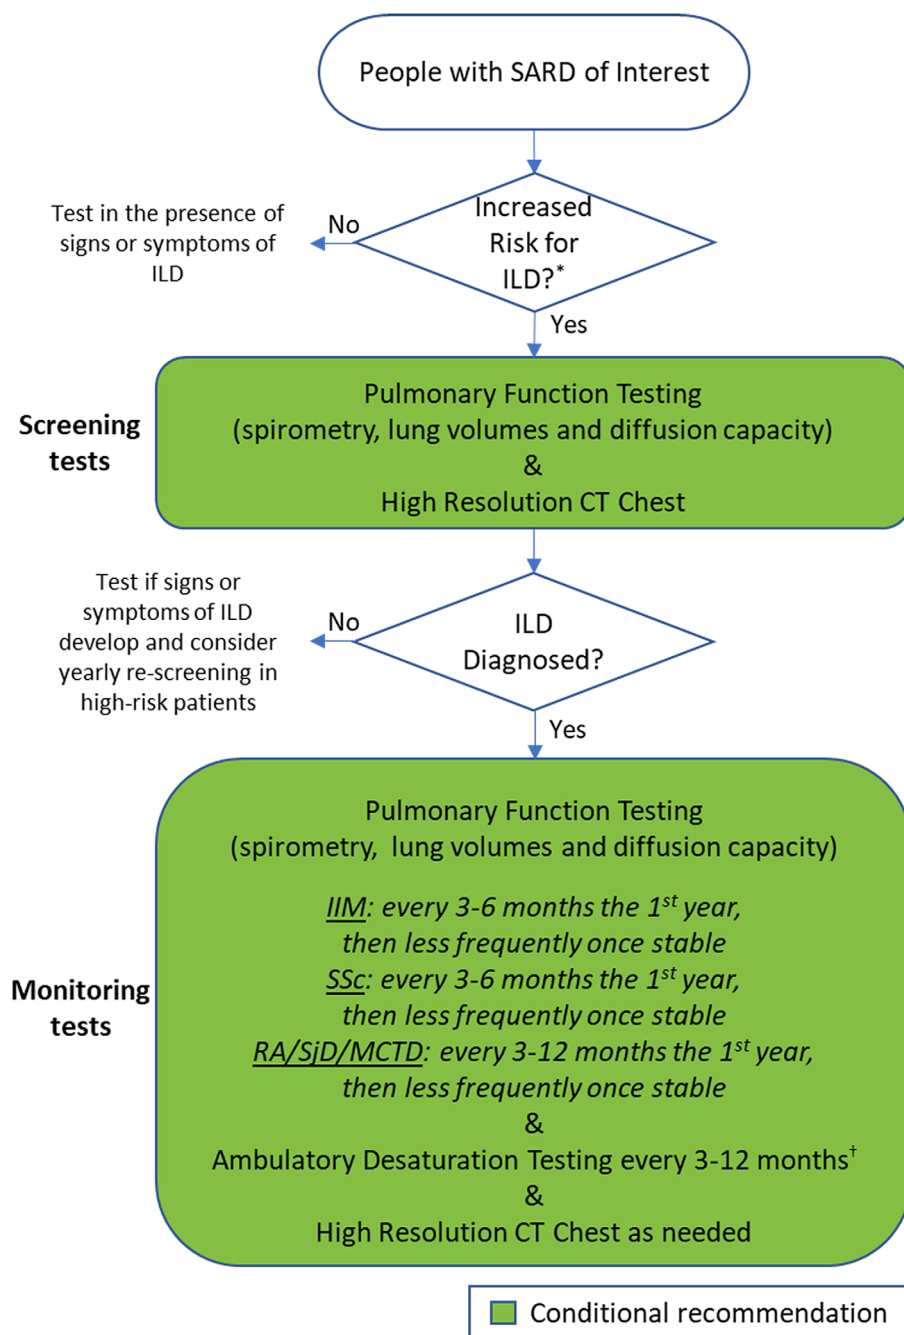 People with SARD of Interest
Test in the presence of
signs or symptoms of
ILD
No
Increased
Risk for
ILD?*
Yes
Screening
tests
Pulmonary Function Testing
(spirometry, lung volumes and diffusion capacity)
&
High Resolution CT Chest
Test if signs or
symptoms of ILD
develop and consider
yearly re-screening in
high-risk patients
No
ILD
Diagnosed?
Yes
Monitoring
tests
Pulmonary Function Testing
(spirometry, lung volumes and diffusion capacity)
IIM: every 3-6 months the 1st year,
then less frequently once stable
SSc: every 3-6 months the 1st year,
then less frequently once stable
RA/SjD/MCTD: every 3-12 months the 1st year,
then less frequently once stable
&
Ambulatory Desaturation Testing every 3-12 months†
&
High Resolution CT Chest as needed
Conditional recommendation